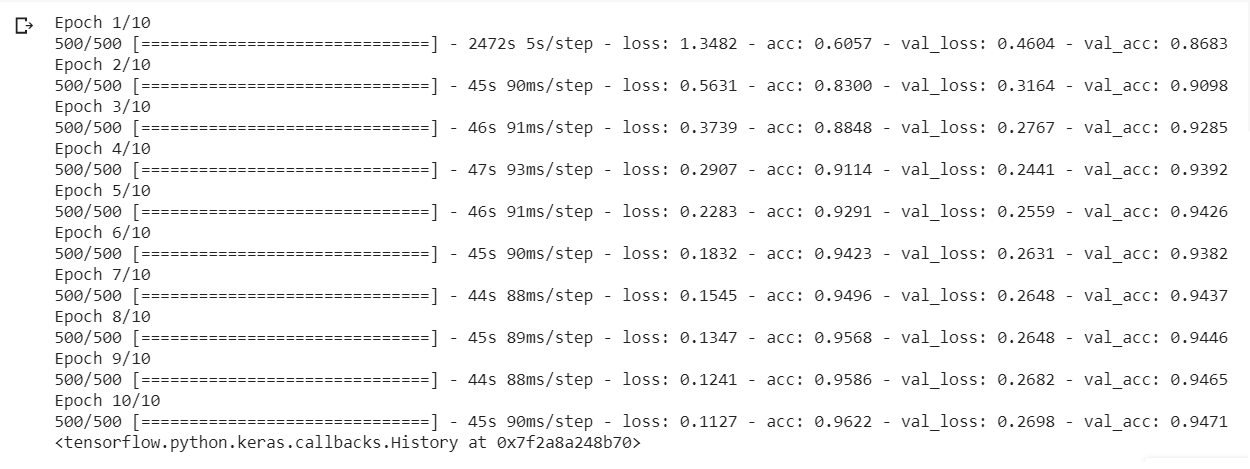 Epoch 1/10
500/500 [==============================] - 2472s 5s/step - loss: 1.3482 - acc: 0.6057 - val_loss: 0.4604 - val_acc: 0.8683
Epoch 2/10
500/500 [==============================] - 45s 90ms/step - loss: 0.5631 - acc: 0.8300 - val_loss: 0.3164 - val_acc: 0.9098
Epoch 3/10
500/500 [==============================] - 46s 91ms/step - loss: 0.3739 - acc: 0.8848 - val_loss: 0.2767 - val_acc: 0.9285
Epoch 4/10
500/500 [==============================] - 47s 93ms/step - loss: 0.2907 - acc: 0.9114 - val_loss: 0.2441 - val_acc: 0.9392
Epoch 5/10
500/500 [==============================] - 46s 91ms/step - loss: 0.2283 - acc: 0.9291 - val_loss: 0.2559 - val_acc: 0.9426
Epoch 6/10
500/500 [==============================] - 45s 90ms/step - loss: 0.1832 - acc: 0.9423 - val_loss: 0.2631 - val_acc: 0.9382
Epoch 7/10
500/500 [==============================] - 44s 88ms/step - loss: 0.1545 - acc: 0.9496 - val_loss: 0.2648 - val_acc: 0.9437
Epoch 8/10
500/500 [==============================] - 45s 89ms/step - loss: 0.1347 - acc: 0.9568 - val_loss: 0.2648 - val_acc: 0.9446
Epoch 9/10
500/500 [==============================] - 44s 88ms/step - loss: 0.1241 - acc: 0.9586 - val_loss: 0.2682 - val_acc: 0.9465
Epoch 10/10
500/500 [==============================] - 45s 90ms/step - loss: 0.1127 - acc: 0.9622 - val_loss: 0.2698 - val_acc: 0.9471
<tensorflow.python.keras.callbacks.History at 0x7f2a8a248b70>